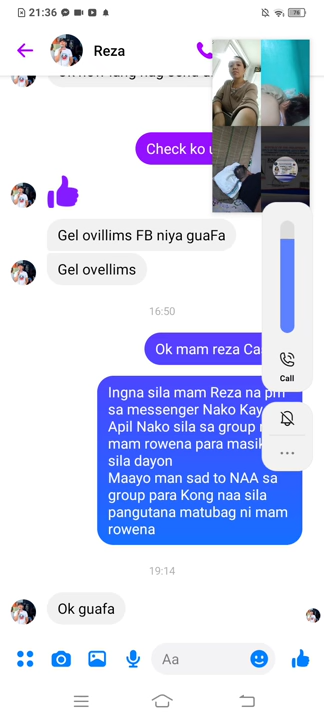 21:36
78
Reza
Check ko u
Gel ovillims FB niya guaFa
Gel ovellims
16:50
Ok mam reza Ca
Ingna sila mam Reza na pm
sa messenger Nako Kay
Apil Nako sila sa group
mam rowena para masik
sila dayon
Maayo man sad to NAA sa
group para Kong naa sila
pangutana matubag ni mam
rowena
Call
19:14
Ok guafa
Aa